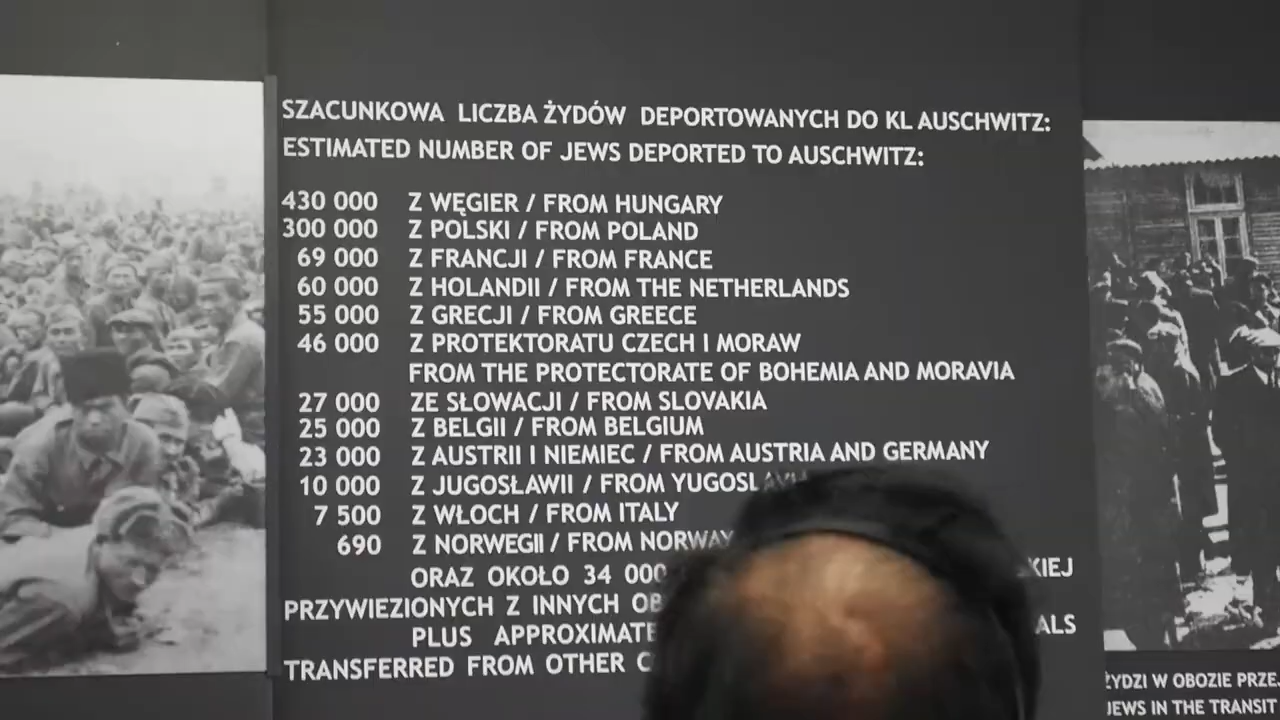 SZACUNKOWA LICZBA ŻYDÓW DEPORTOWANYCH DO KL AUSCHWITZ:
ESTIMATED NUMBER OF JEWS DEPORTED TO AUSCHWITZ:
430 000 Z WĘGIER / FROM HUNGARY
300 000 Z POLSKI / FROM POLAND
69 000 Z FRANCJI / FROM FRANCE
60 000 Z HOLANDII / FROM THE NETHERLANDS
55 000 Z GRECJI / FROM GREECE
46 000 Z PROTEKTORATU CZECH I MORAW
FROM THE PROTECTORATE OF BOHEMIA AND MORAVIA
27 000 ZE SŁOWACJI / FROM SLOVAKIA
25 000 Z BELGII / FROM BELGIUM
23 000 Z AUSTRII I NIEMIEC / FROM AUSTRIA AND GERMANY
10 000 Z JUGOSŁAWII / FROM
7 500 Z WŁOCH / FROM ITALY
690 Z NORWEGII / FROM NORWAY
ORAZ OKOŁO 34 000
PRZYWIEZIONYCH Z INNYCH
PLUS
TRANSFERRED FROM OTHER
ŻYDZI W OBOZIE
JEWS IN THE TRANSIT